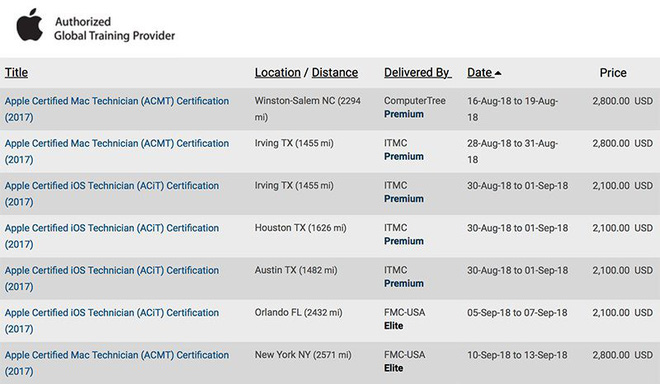 Authorized
Global Training Provider
Title Location / Distance Delivered By Date Price
Apple Certified Mac Technician (ACMT) Certification Winston-Salem NC (2294 ComputerTree 16-Aug-18 to 19-Aug- 2,800.00 USD
(2017) mi) Premium 18
Apple Certified Mac Technician (ACMT) Certification Irving TX (1455 mi) ITMC 28-Aug-18 to 31-Aug- 2,800.00 USD
(2017) Premium 18
Apple Certified iOS Technician (ACiT) Certification Irving TX (1455 mi) ITMC 30-Aug-18 to 01-Sep-18 2,100.00 USD
(2017) Premium
Apple Certified iOS Technician (ACiT) Certification Houston TX (1626 mi) ITMC 30-Aug-18 to 01-Sep-18 2,100.00 USD
(2017) Premium
Apple Certified iOS Technician (ACiT) Certification Austin TX (1482 mi) ITMC 30-Aug-18 to 01-Sep-18 2,100.00 USD
(2017) Premium
Apple Certified iOS Technician (ACiT) Certification Orlando FL (2432 mi) FMC-USA 05-Sep-18 to 07-Sep-18 2,100.00 USD
(2017) Elite
Apple Certified Mac Technician (ACMT) Certification New York NY (2571 mi) FMC-USA 10-Sep-18 to 13-Sep-18 2,800.00 USD
(2017) Elite